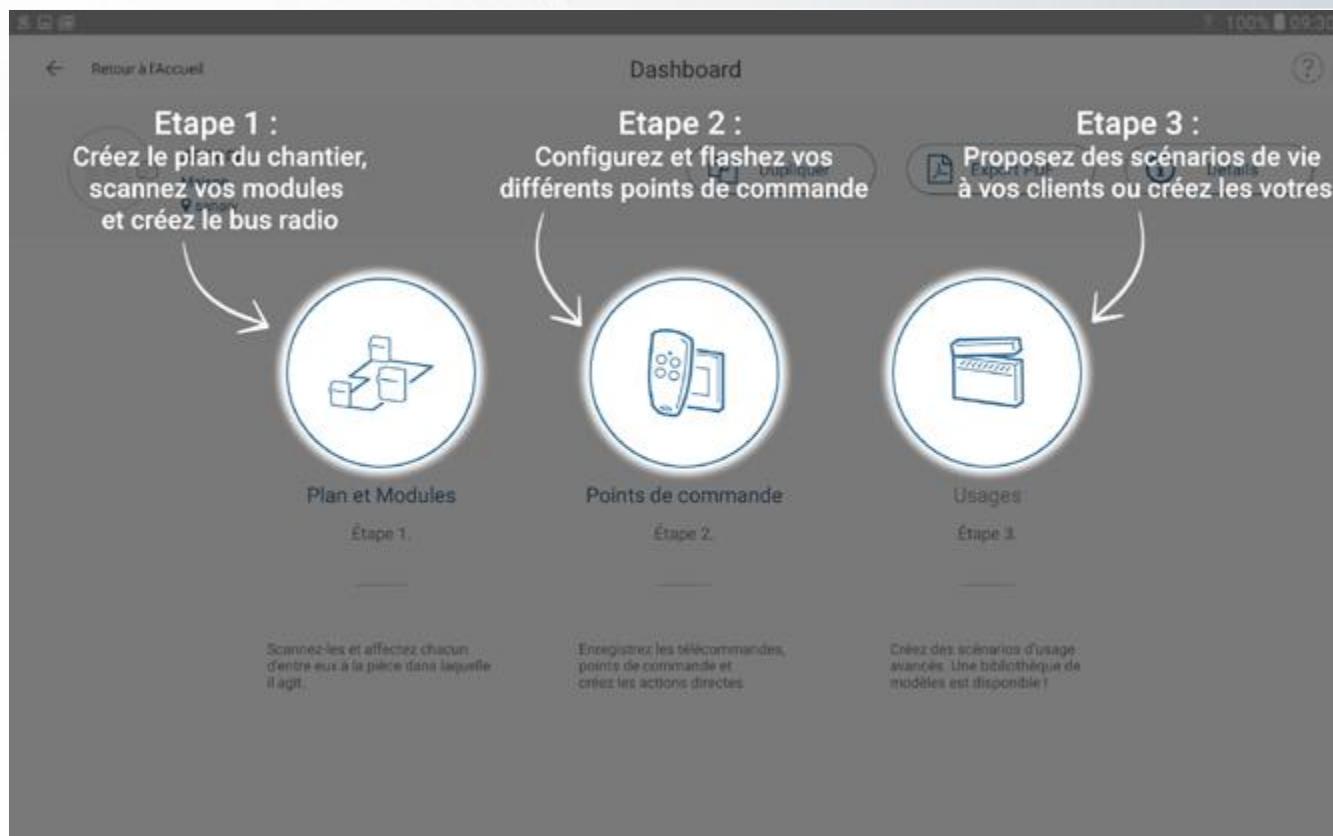 100% 09:30
Retour à l'Accueil
Dashboard
?
Etape 1 :
Créez le plan du chantier,
scannez vos modules
et créez le bus radio
Etape 2 :
Configurez et flashez vos
différents points de commande
Etape 3 :
Proposez des scénarios de vie
à vos clients ou créez les votres
Dupliquer
Export PDF
Détails
Plan et Modules
Étape 1.
Scannez-les et affectez chacun
d'entre eux à la pièce dans laquelle
il agit.
Points de commande
Étape 2.
Enregistrez les télécommandes,
points de commande et
créez les actions directes.
Usages
Étape 3.
Créez des scénarios d'usage
avancés. Une bibliothèque de
modèles est disponible !